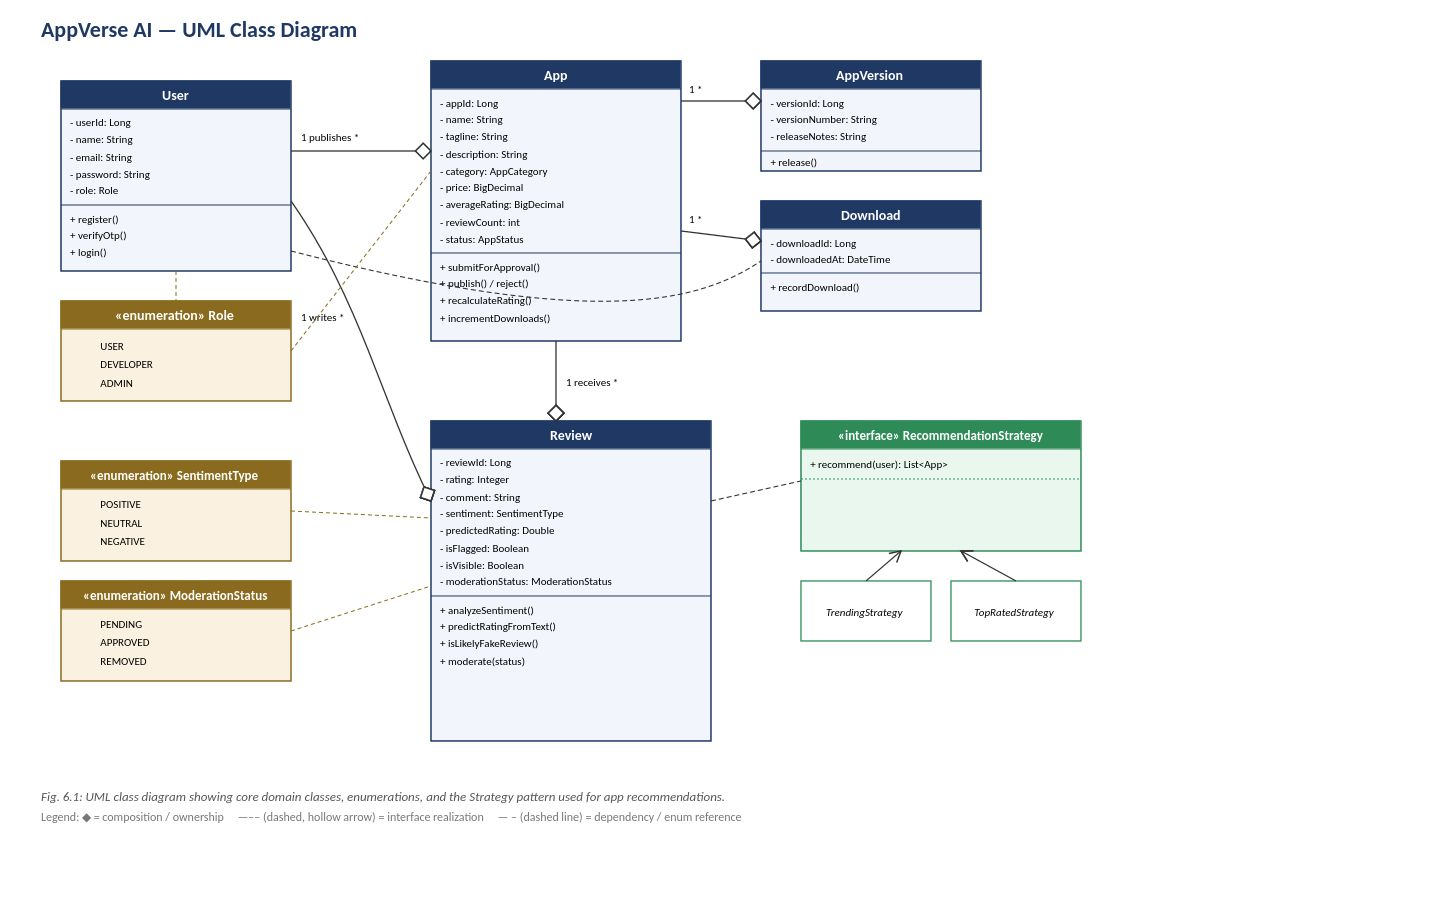 AppVerse AI — UML Class Diagram
User
- userId: Long
- name: String
- email: String
- password: String
- role: Role
+ register()
+ verifyOtp()
+ login()
1 publishes *
App
- appId: Long
- name: String
- tagline: String
- description: String
- category: AppCategory
- price: BigDecimal
- averageRating: BigDecimal
- reviewCount: int
- status: AppStatus
+ submitForApproval()
+ publish() / reject()
+ recalculateRating()
+ incrementDownloads()
1 *
AppVersion
- versionId: Long
- versionNumber: String
- releaseNotes: String
+ release()
1 *
Download
- downloadId: Long
- downloadedAt: DateTime
+ recordDownload()
«enumeration» Role
USER
DEVELOPER
ADMIN
1 writes *
1 receives *
«enumeration» SentimentType
POSITIVE
NEUTRAL
NEGATIVE
«enumeration» ModerationStatus
PENDING
APPROVED
REMOVED
Review
- reviewId: Long
- rating: Integer
- comment: String
- sentiment: SentimentType
- predictedRating: Double
- isFlagged: Boolean
- isVisible: Boolean
- moderationStatus: ModerationStatus
+ analyzeSentiment()
+ predictRatingFromText()
+ isLikelyFakeReview()
+ moderate(status)
«interface» RecommendationStrategy
+ recommend(user): List<App>
TrendingStrategy
TopRatedStrategy
Fig. 6.1: UML class diagram showing core domain classes, enumerations, and the Strategy pattern used for app recommendations.
Legend: ◆ = composition / ownership —–– (dashed, hollow arrow) = interface realization — – (dashed line) = dependency / enum reference